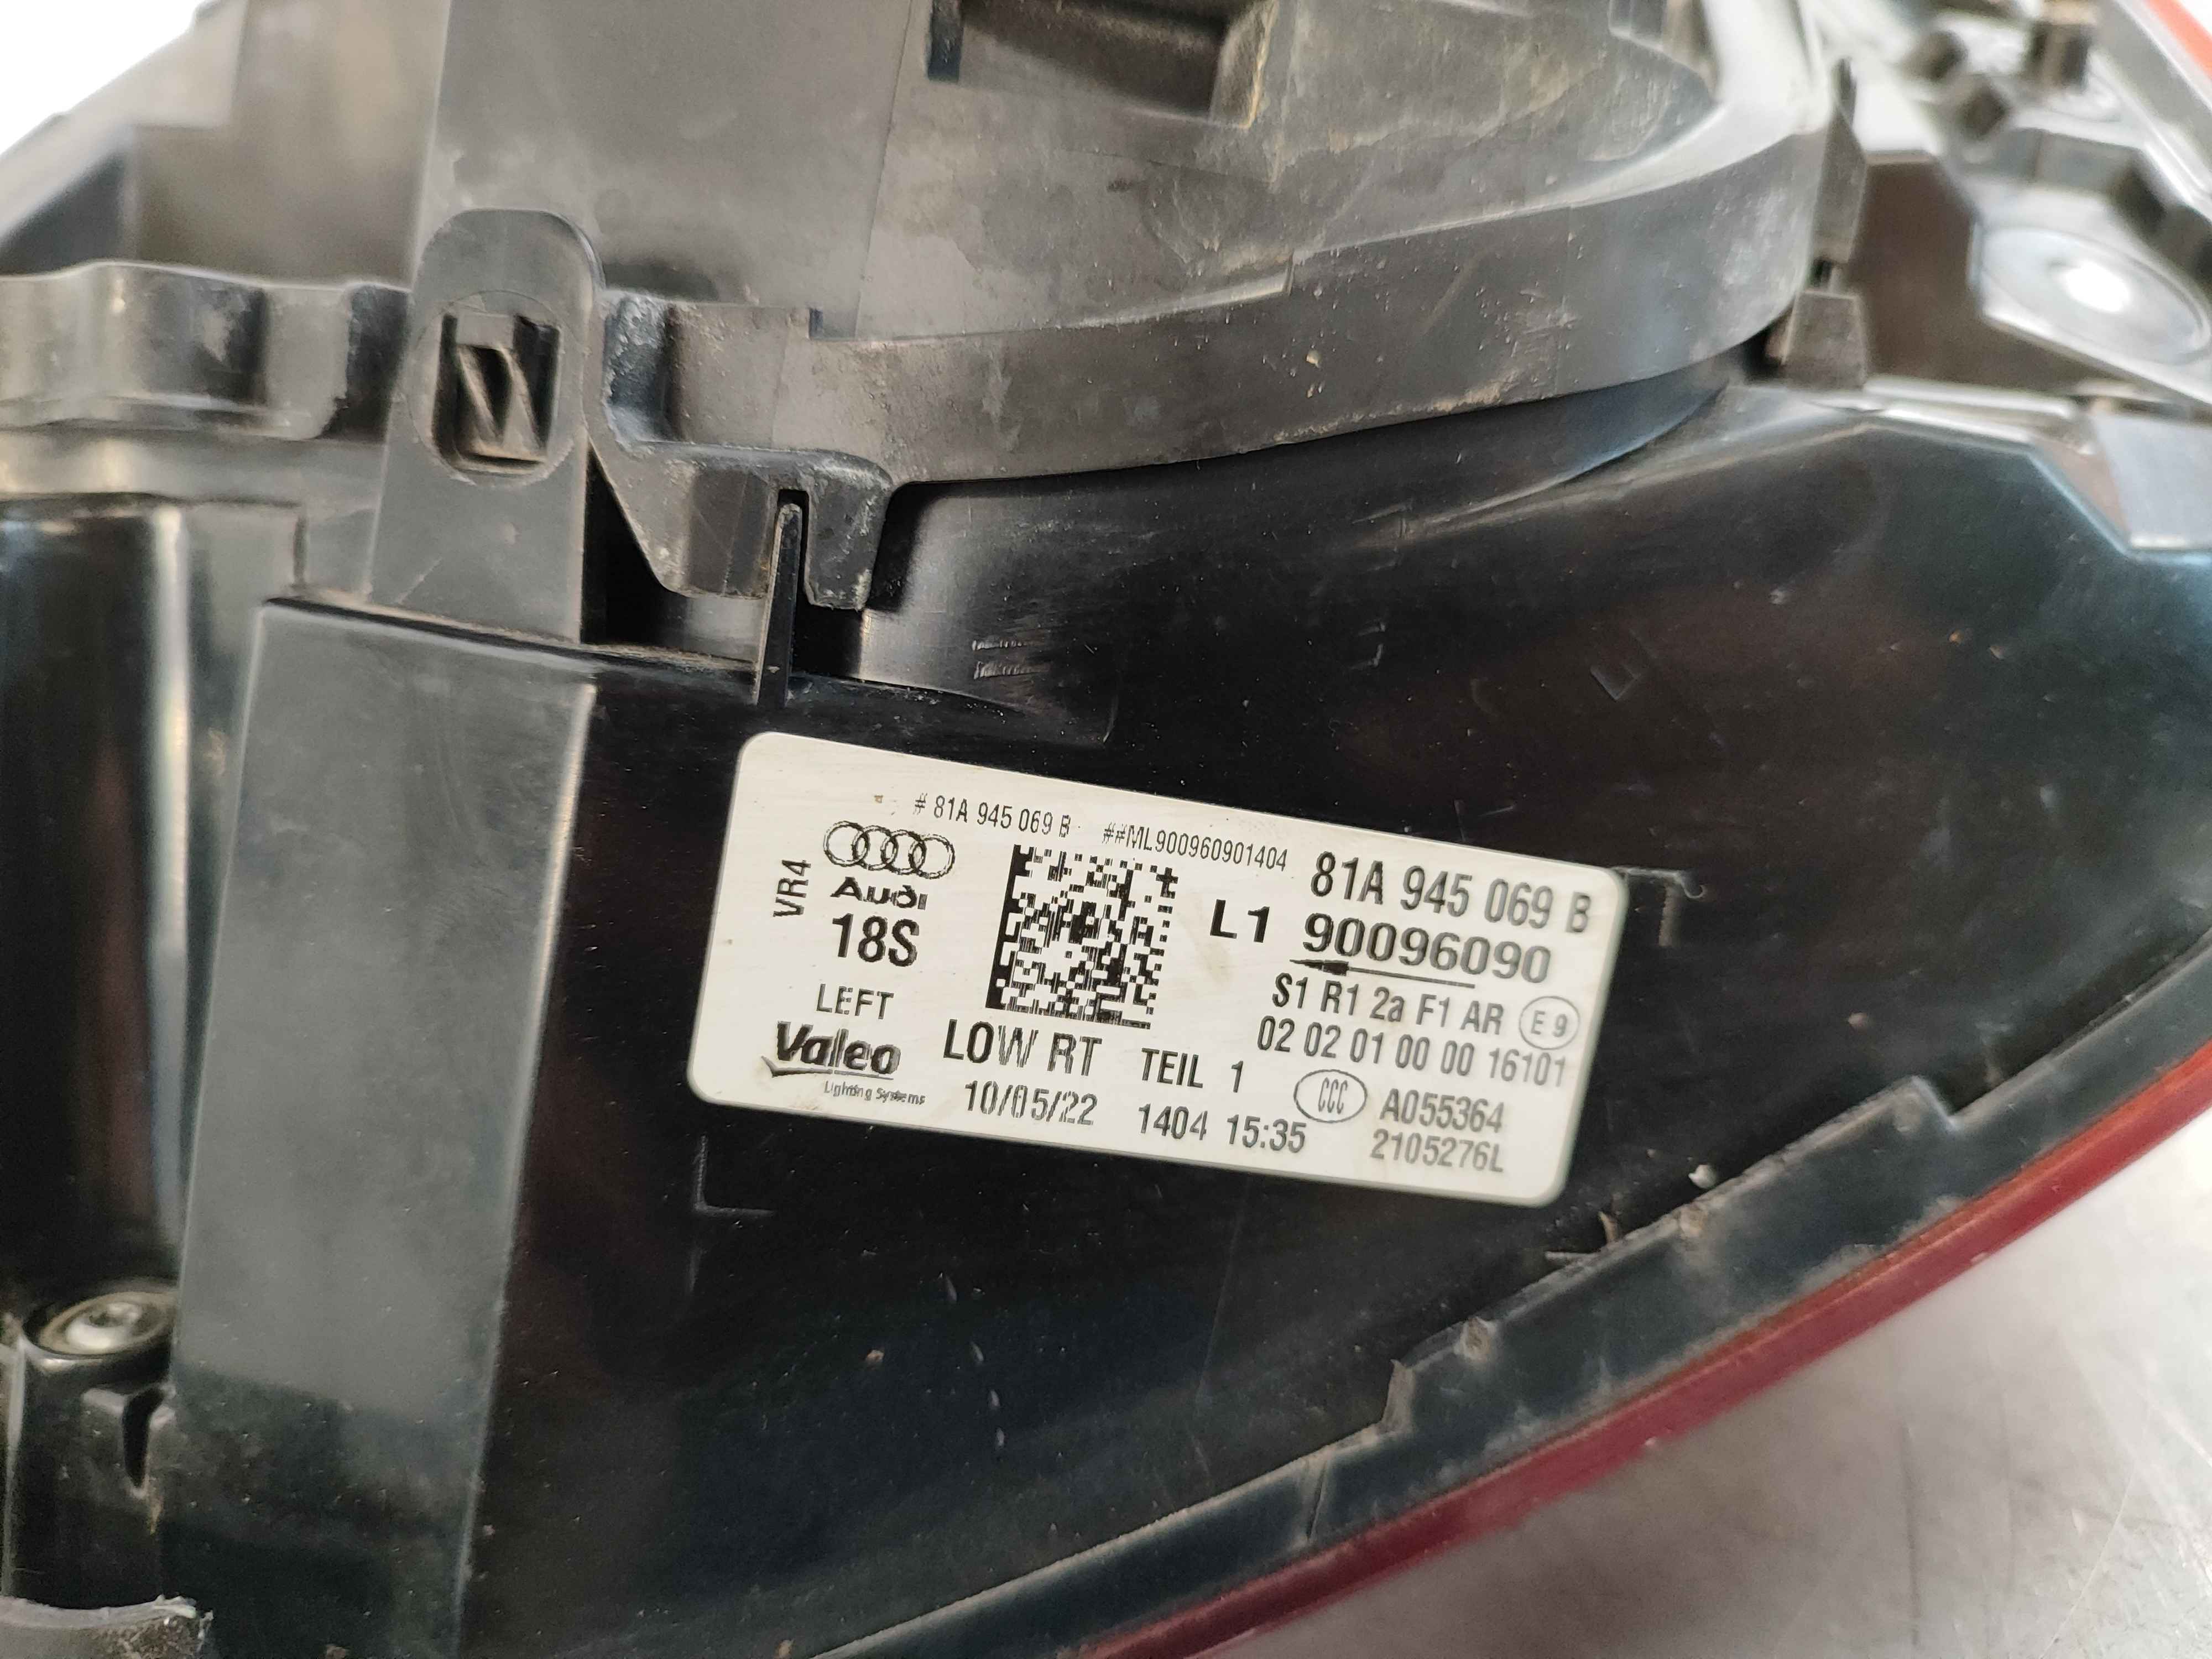 # 81A 945 069 B ##ML900960901404
VR4
Audi
18S
LEFT
Valeo
Lighting Systems
L1
81A 945 069 B
90096090
S1 R1 2a F1 AR E 9
02 02 01 00 00 16101
LOW RT TEIL 1
CCC A055364
10/05/22 1404 15:35
2105276L